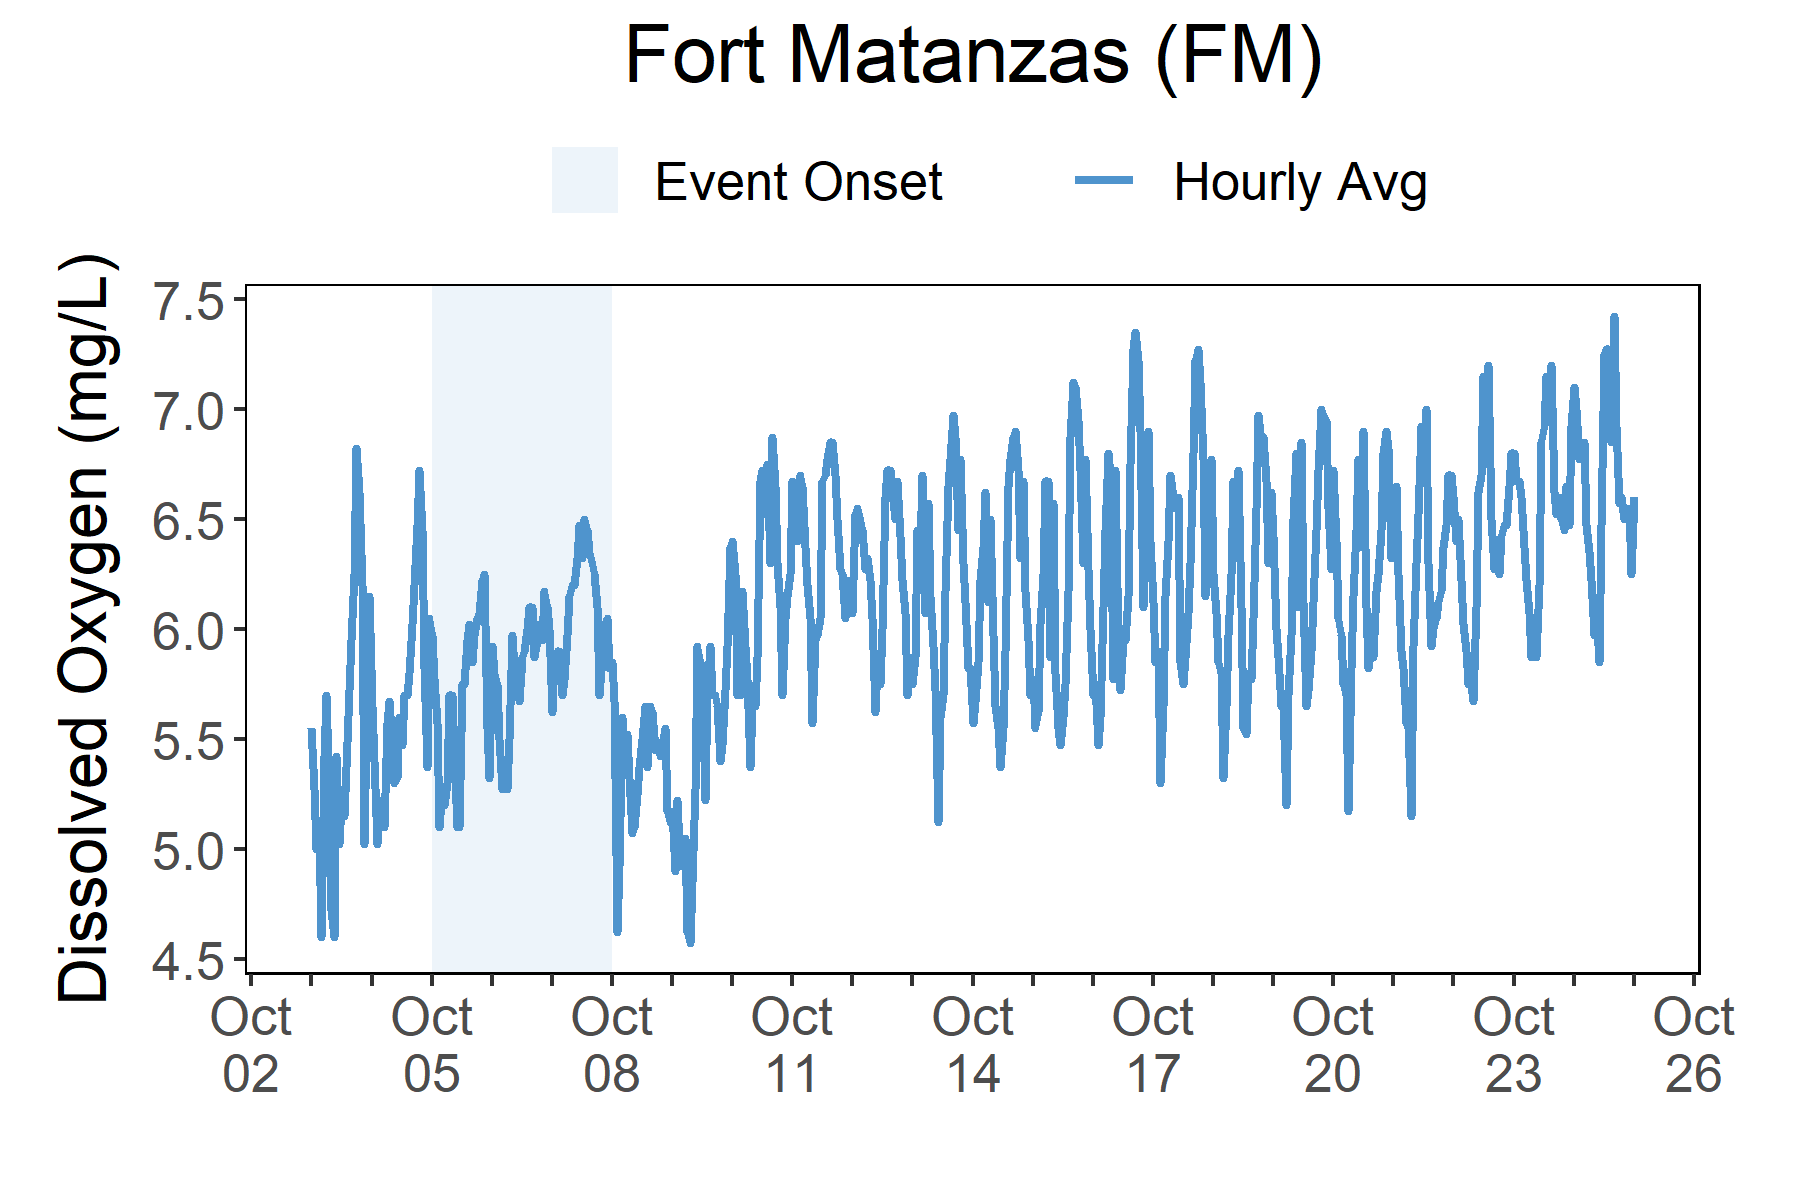 Fort Matanzas (FM)
Event Onset
Hourly Avg
Dissolved Oxygen (mg/L)
7.5
7.0
6.5
6.0
5.5
5.0
4.5
Oct 02
Oct 05
Oct 08
Oct 11
Oct 14
Oct 17
Oct 20
Oct 23
Oct 26